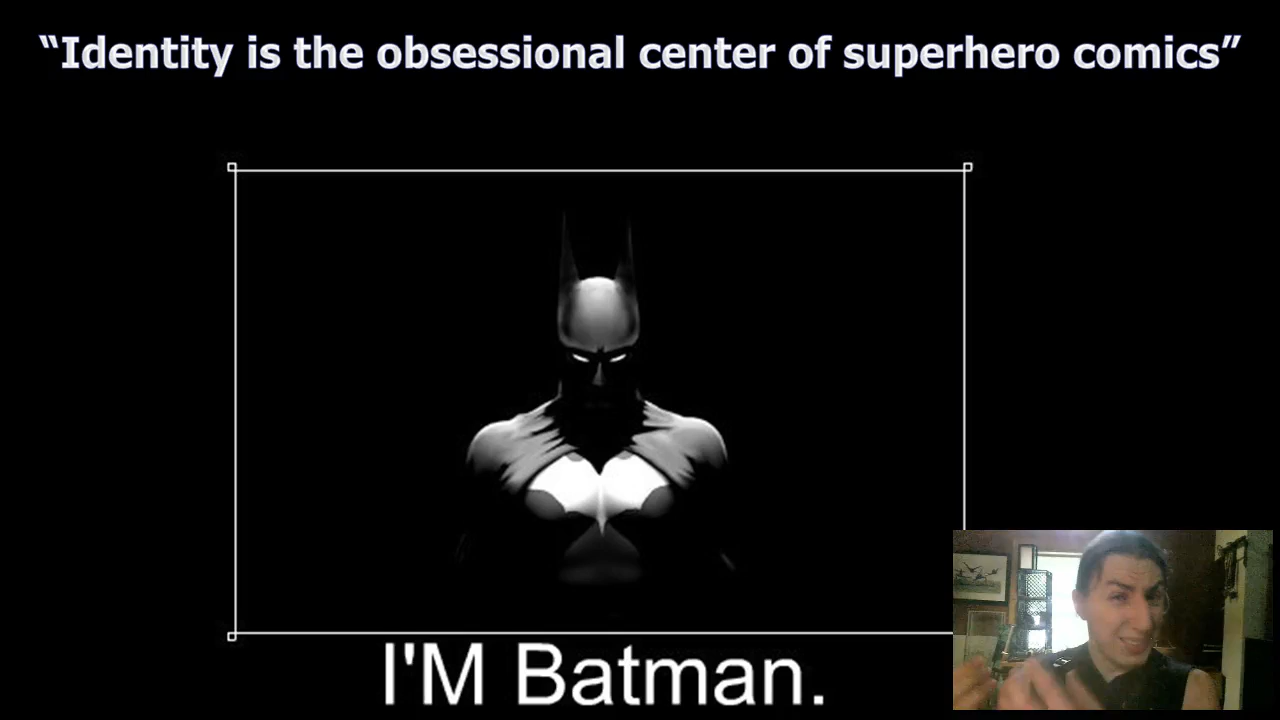 “Identity is the obsessional center of superhero comics”
I'M Batman.